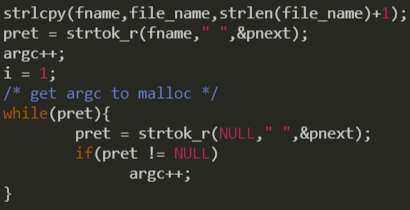 strlcpy(fname,file_name,strlen(file_name)+1);
pret = strtok_r(fname," ",&pnext);
argc++;
i = 1;
/* get argc to malloc */
while(pret){
        pret = strtok_r(NULL," ",&pnext);
        if(pret != NULL)
                argc++;
}